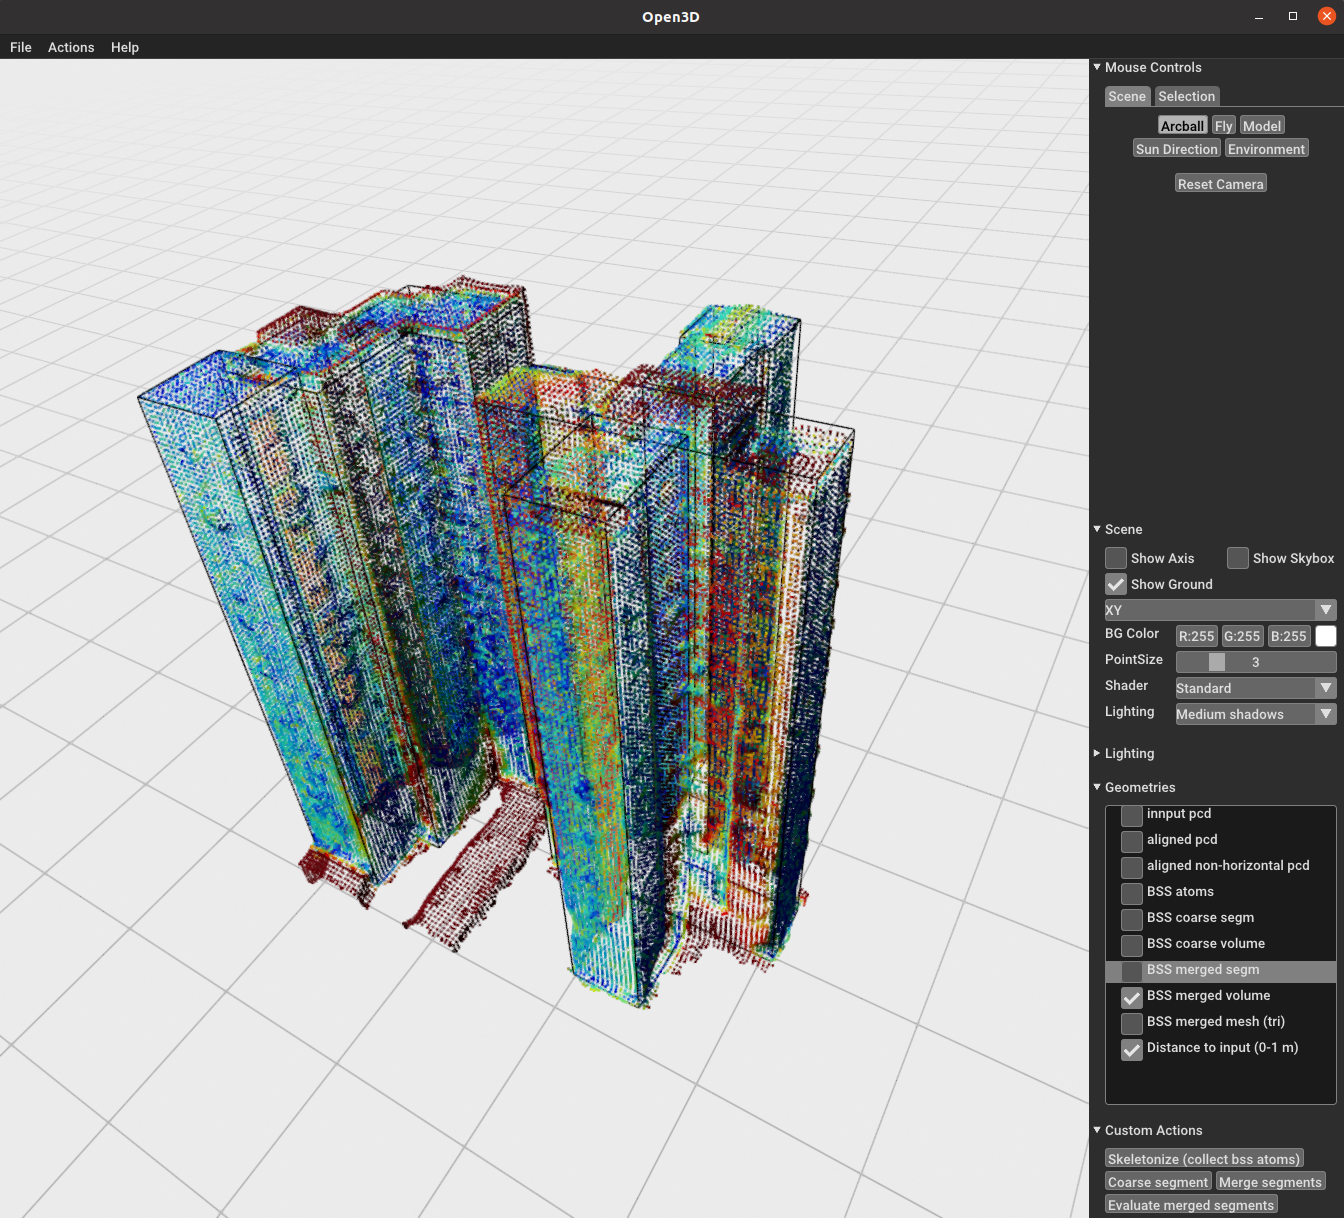 Open3D
File Actions Help
Mouse Controls
Scene Selection
Arcball Fly Model
Sun Direction Environment
Reset Camera
Scene
Show Axis Show Skybox
Show Ground
XY
BG Color R:255 G:255 B:255
PointSize 3
Shader Standard
Lighting Medium shadows
Lighting
Geometries
innput pcd
aligned pcd
aligned non-horizontal pcd
BSS atoms
BSS coarse segm
BSS coarse volume
BSS merged segm
BSS merged volume
BSS merged mesh (tri)
Distance to input (0-1 m)
Custom Actions
Skeletonize (collect bss atoms)
Coarse segment Merge segments
Evaluate merged segments